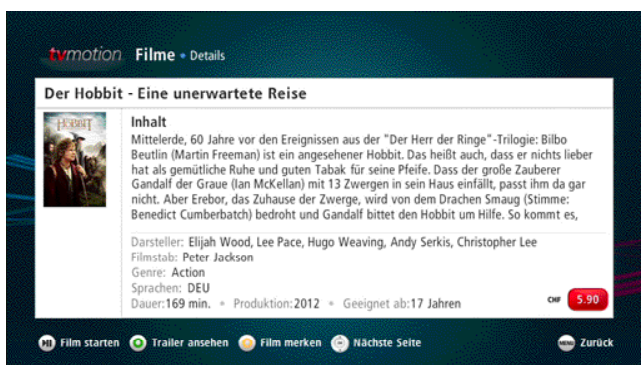 tvmotion Filme • Details
Der Hobbit - Eine unerwartete Reise
HOBBIT
Inhalt
Mittelerde, 60 Jahre vor den Ereignissen aus der "Der Herr der Ringe"-Trilogie: Bilbo
Beutlin (Martin Freeman) ist ein angesehener Hobbit. Das heißt auch, dass er nichts lieber
hat als gemütliche Ruhe und guten Tabak für seine Pfeife. Dass der große Zauberer
Gandalf der Graue (Ian McKellan) mit 13 Zwergen in sein Haus einfällt, passt ihm da gar
nicht. Aber Erebor, das Zuhause der Zwerge, wird von dem Drachen Smaug (Stimme:
Benedict Cumberbatch) bedroht und Gandalf bittet den Hobbit um Hilfe. So kommt es,
Darsteller: Elijah Wood, Lee Pace, Hugo Weaving, Andy Serkis, Christopher Lee
Filmstab: Peter Jackson
Genre: Action
Sprachen: DEU
Dauer:169 min. • Produktion:2012 • Geeignet ab:17 Jahren CHF 5.90
Film starten Trailer ansehen Film merken Nächste Seite MENU Zurück